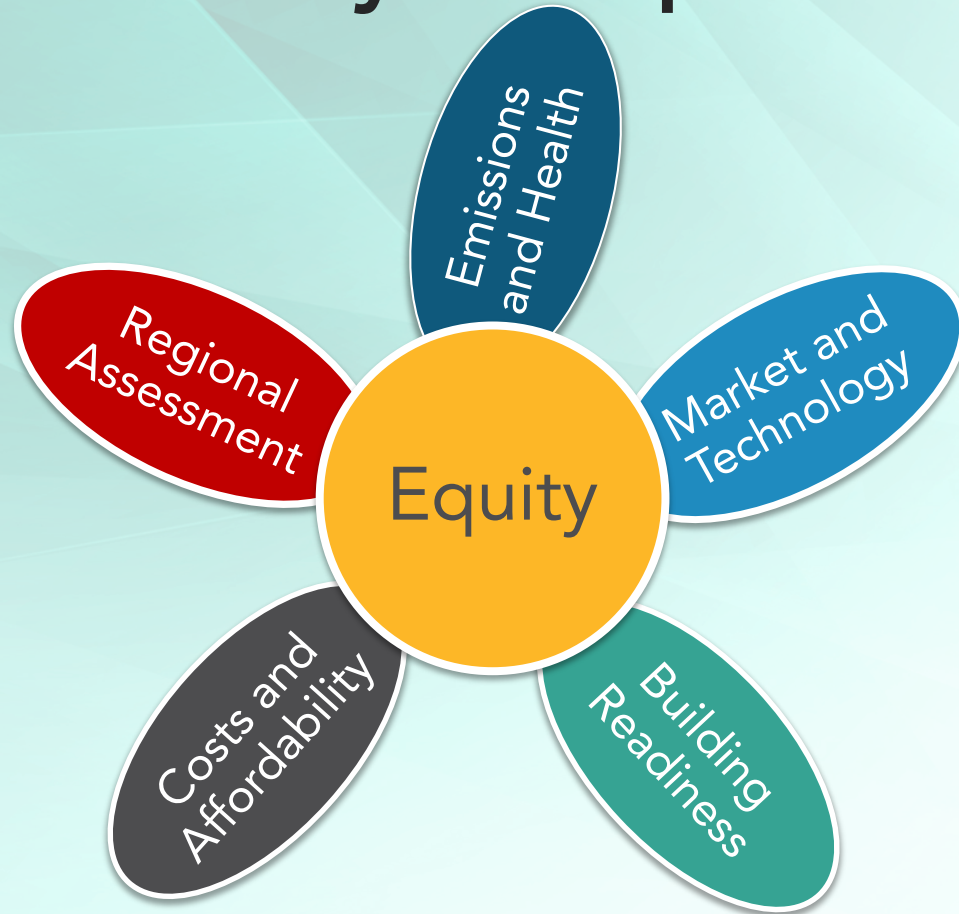 Emissions
and Health
Market and
Technology
Building
Readiness
Costs and
Affordability
Regional
Assessment
Equity